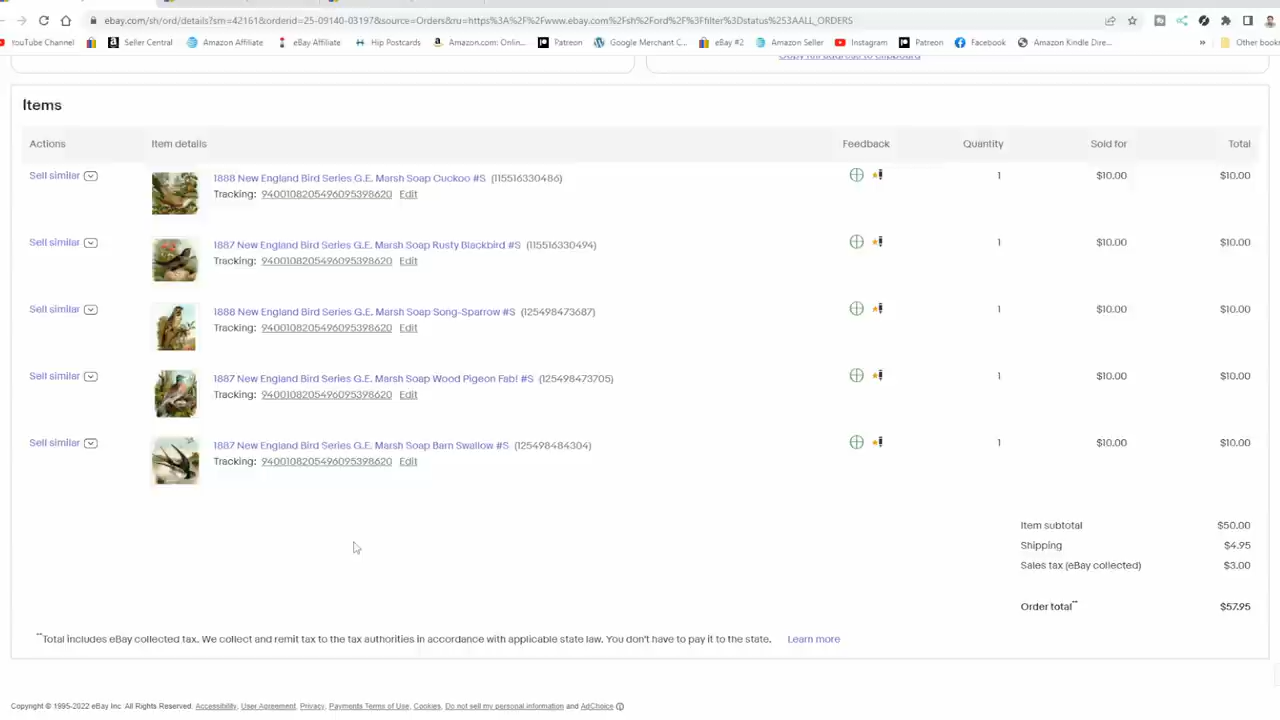 ebay.com/sh/ord/details?sm=42161&orderid=25-09140-03197&source=Orders&ru=https%3A%2F%2Fwww.ebay.com%2Fsh%2Ford%2F%3Ffilter%3Dstatus%253AALL_ORDERS
YouTube Channel Seller Central Amazon Affiliate eBay Affiliate Hip Postcards Amazon.com: Onli... Patreon Google Merchant C... eBay #2 Amazon Seller Instagram Patreon Facebook Amazon Kindle Dire... » Other book
Copy full address to clipboard
Items
Actions Item details Feedback Quantity Sold for Total
Sell similar 1888 New England Bird Series G.E. Marsh Soap Cuckoo #S (115516330486) 1 $10.00 $10.00
Tracking: 9400108205496095398620 Edit
Sell similar 1887 New England Bird Series G.E. Marsh Soap Rusty Blackbird #S (115516330494) 1 $10.00 $10.00
Tracking: 9400108205496095398620 Edit
Sell similar 1888 New England Bird Series G.E. Marsh Soap Song-Sparrow #S (125498473687) 1 $10.00 $10.00
Tracking: 9400108205496095398620 Edit
Sell similar 1887 New England Bird Series G.E. Marsh Soap Wood Pigeon Fab! #S (125498473705) 1 $10.00 $10.00
Tracking: 9400108205496095398620 Edit
Sell similar 1887 New England Bird Series G.E. Marsh Soap Barn Swallow #S (125498484304) 1 $10.00 $10.00
Tracking: 9400108205496095398620 Edit
Item subtotal $50.00
Shipping $4.95
Sales tax (eBay collected) $3.00
Order total** $57.95
**Total includes eBay collected tax. We collect and remit tax to the tax authorities in accordance with applicable state law. You don't have to pay it to the state. Learn more
Copyright © 1995-2022 eBay Inc. All Rights Reserved. Accessibility, User Agreement, Privacy, Payments Terms of Use, Cookies, Do not sell my personal information and AdChoice